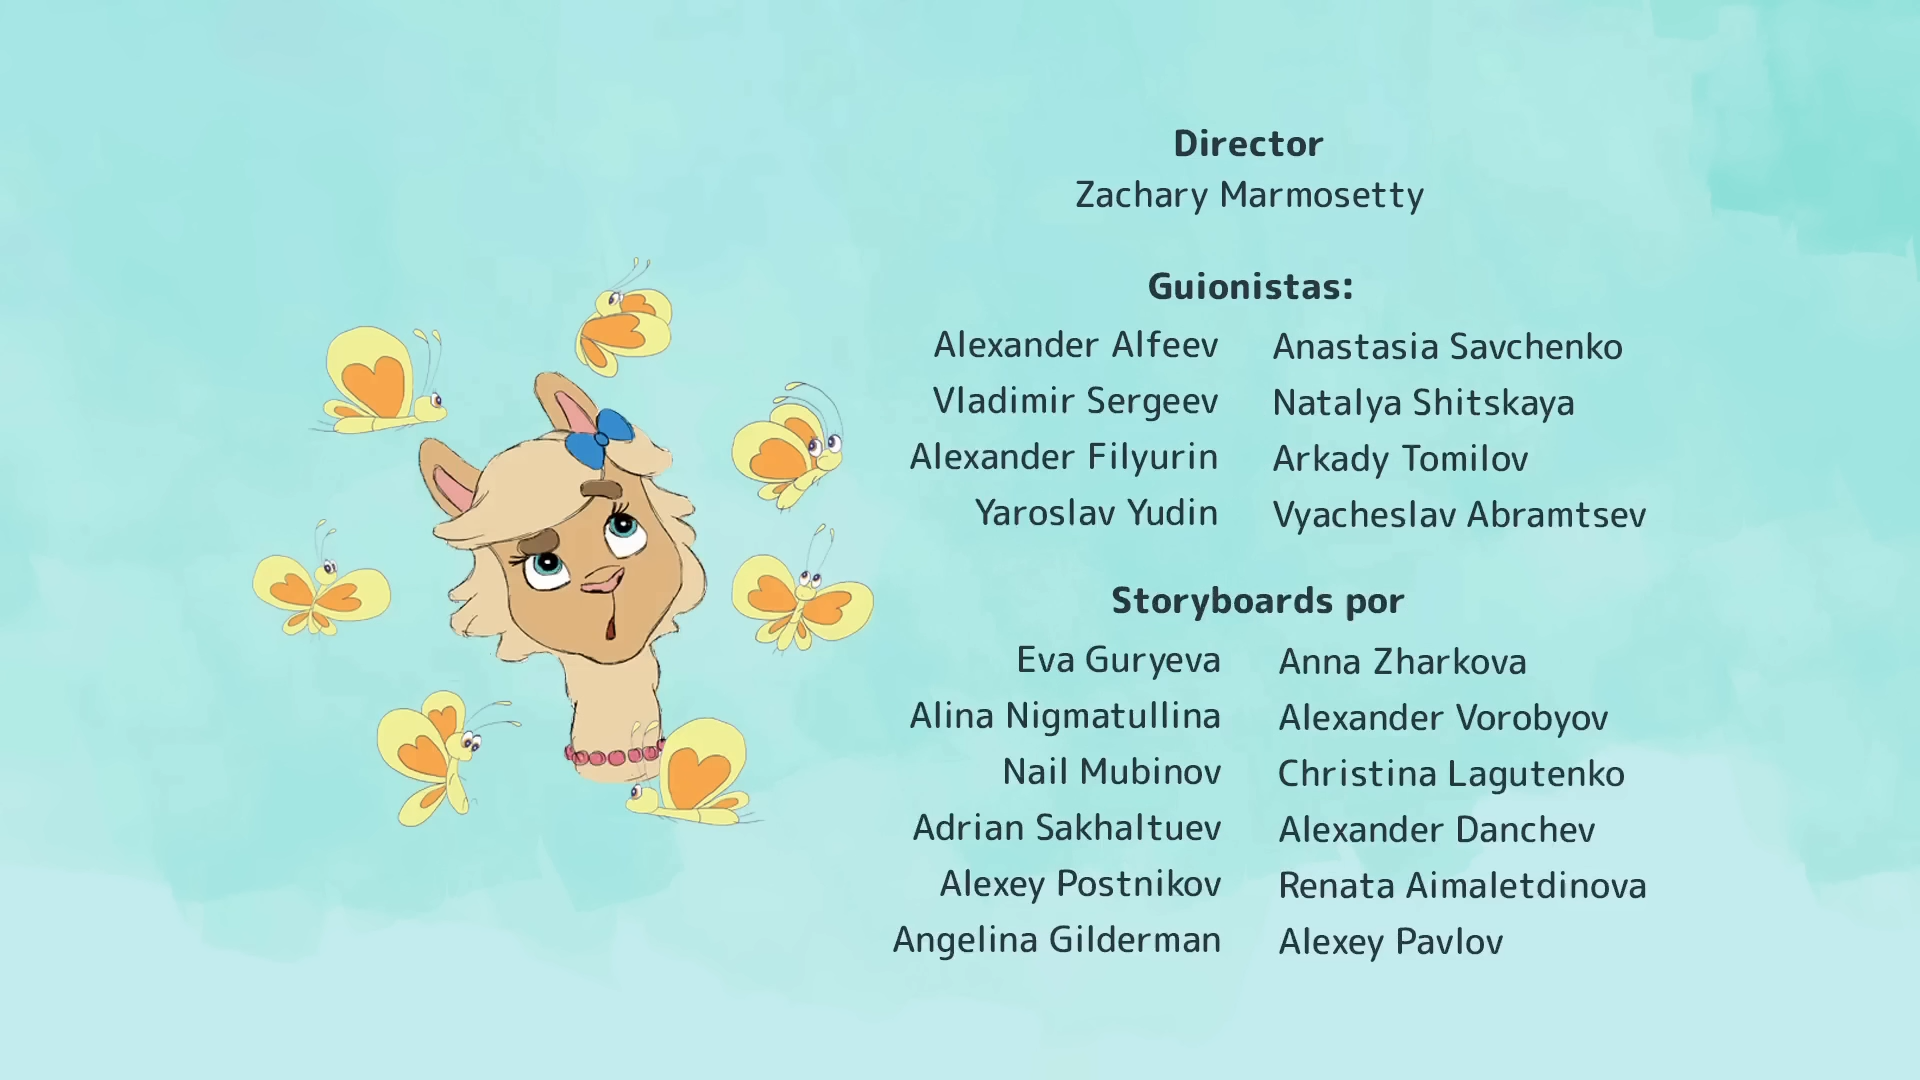 Director
Zachary Marmosetty
Guionistas:
Alexander Alfeev Anastasia Savchenko
Vladimir Sergeev Natalya Shitskaya
Alexander Filyurin Arkady Tomilov
Yaroslav Yudin Vyacheslav Abramtsev
Storyboards por
Eva Guryeva Anna Zharkova
Alina Nigmatullina Alexander Vorobyov
Nail Mubinov Christina Lagutenko
Adrian Sakhaltuev Alexander Danchev
Alexey Postnikov Renata Aimaletdinova
Angelina Gilderman Alexey Pavlov